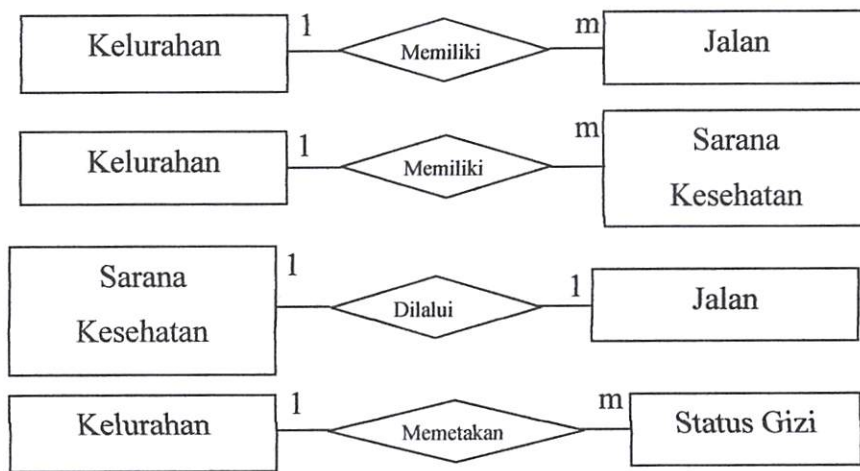 Kelurahan 1 Memiliki m Jalan
Kelurahan 1 Memiliki m Sarana
Kesehatan
Sarana
Kesehatan 1 Dilalui 1 Jalan
Kelurahan 1 Memetakan m Status Gizi